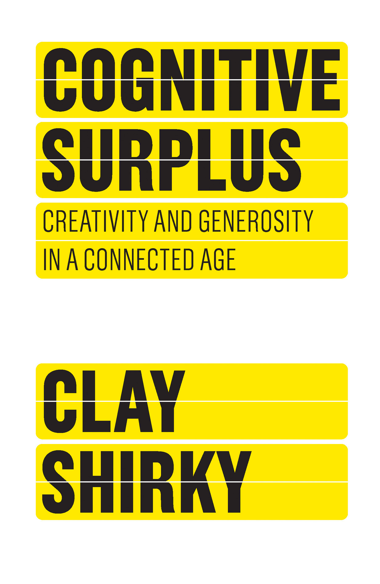 COGNITIVE
SURPLUS
CREATIVITY AND GENEROSITY
IN A CONNECTED AGE
CLAY
SHIRKY